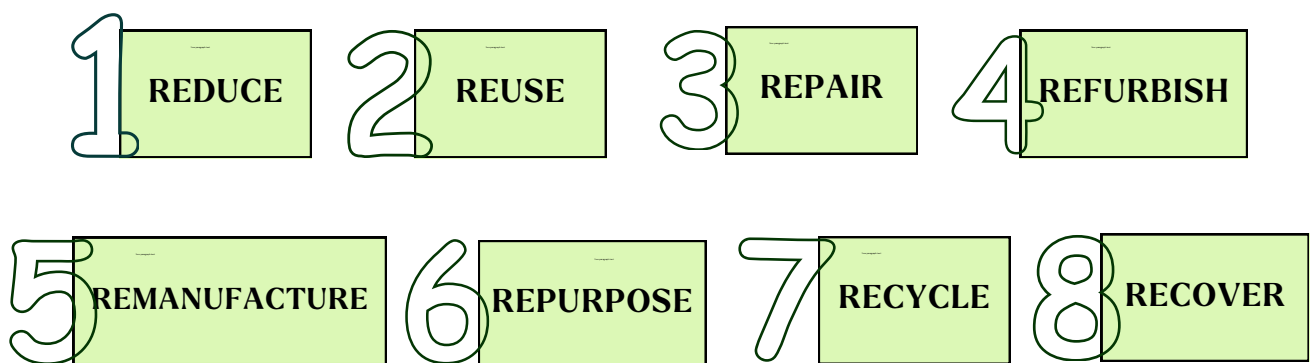 1 REDUCE
2 REUSE
3 REPAIR
4 REFURBISH
5 REMANUFACTURE
6 REPURPOSE
7 RECYCLE
8 RECOVER